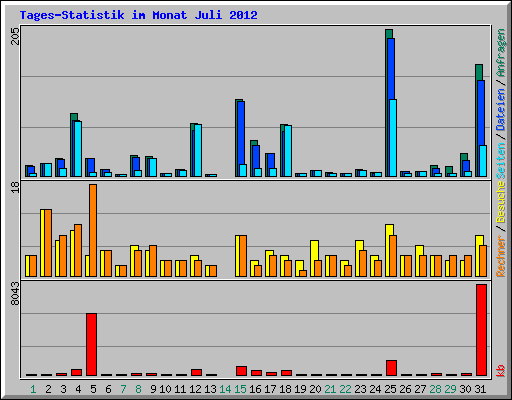 Tages-Statistik im Monat Juli 2012
205
18
8043
Rechner / Besuche Seiten / Dateien / Anfragen
kb
1 2 3 4 5 6 7 8 9 10 11 12 13 14 15 16 17 18 19 20 21 22 23 24 25 26 27 28 29 30 31